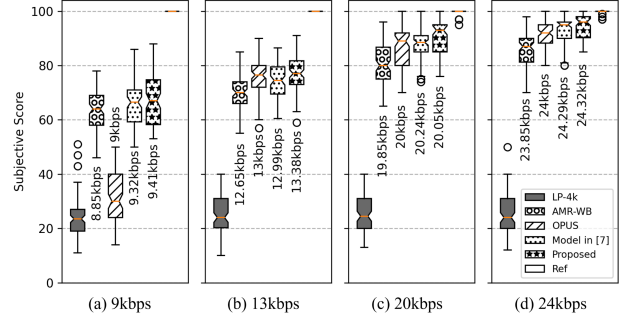 Subjective Score
100
80
60
40
20
0
8.85kbps
9kbps
9.32kbps
9.41kbps
12.65kbps
13kbps
12.99kbps
13.38kbps
19.85kbps
20kbps
20.24kbps
20.05kbps
23.85kbps
24kbps
24.29kbps
24.32kbps
LP-4k
AMR-WB
OPUS
Model in [7]
Proposed
Ref
(a) 9kbps
(b) 13kbps
(c) 20kbps
(d) 24kbps